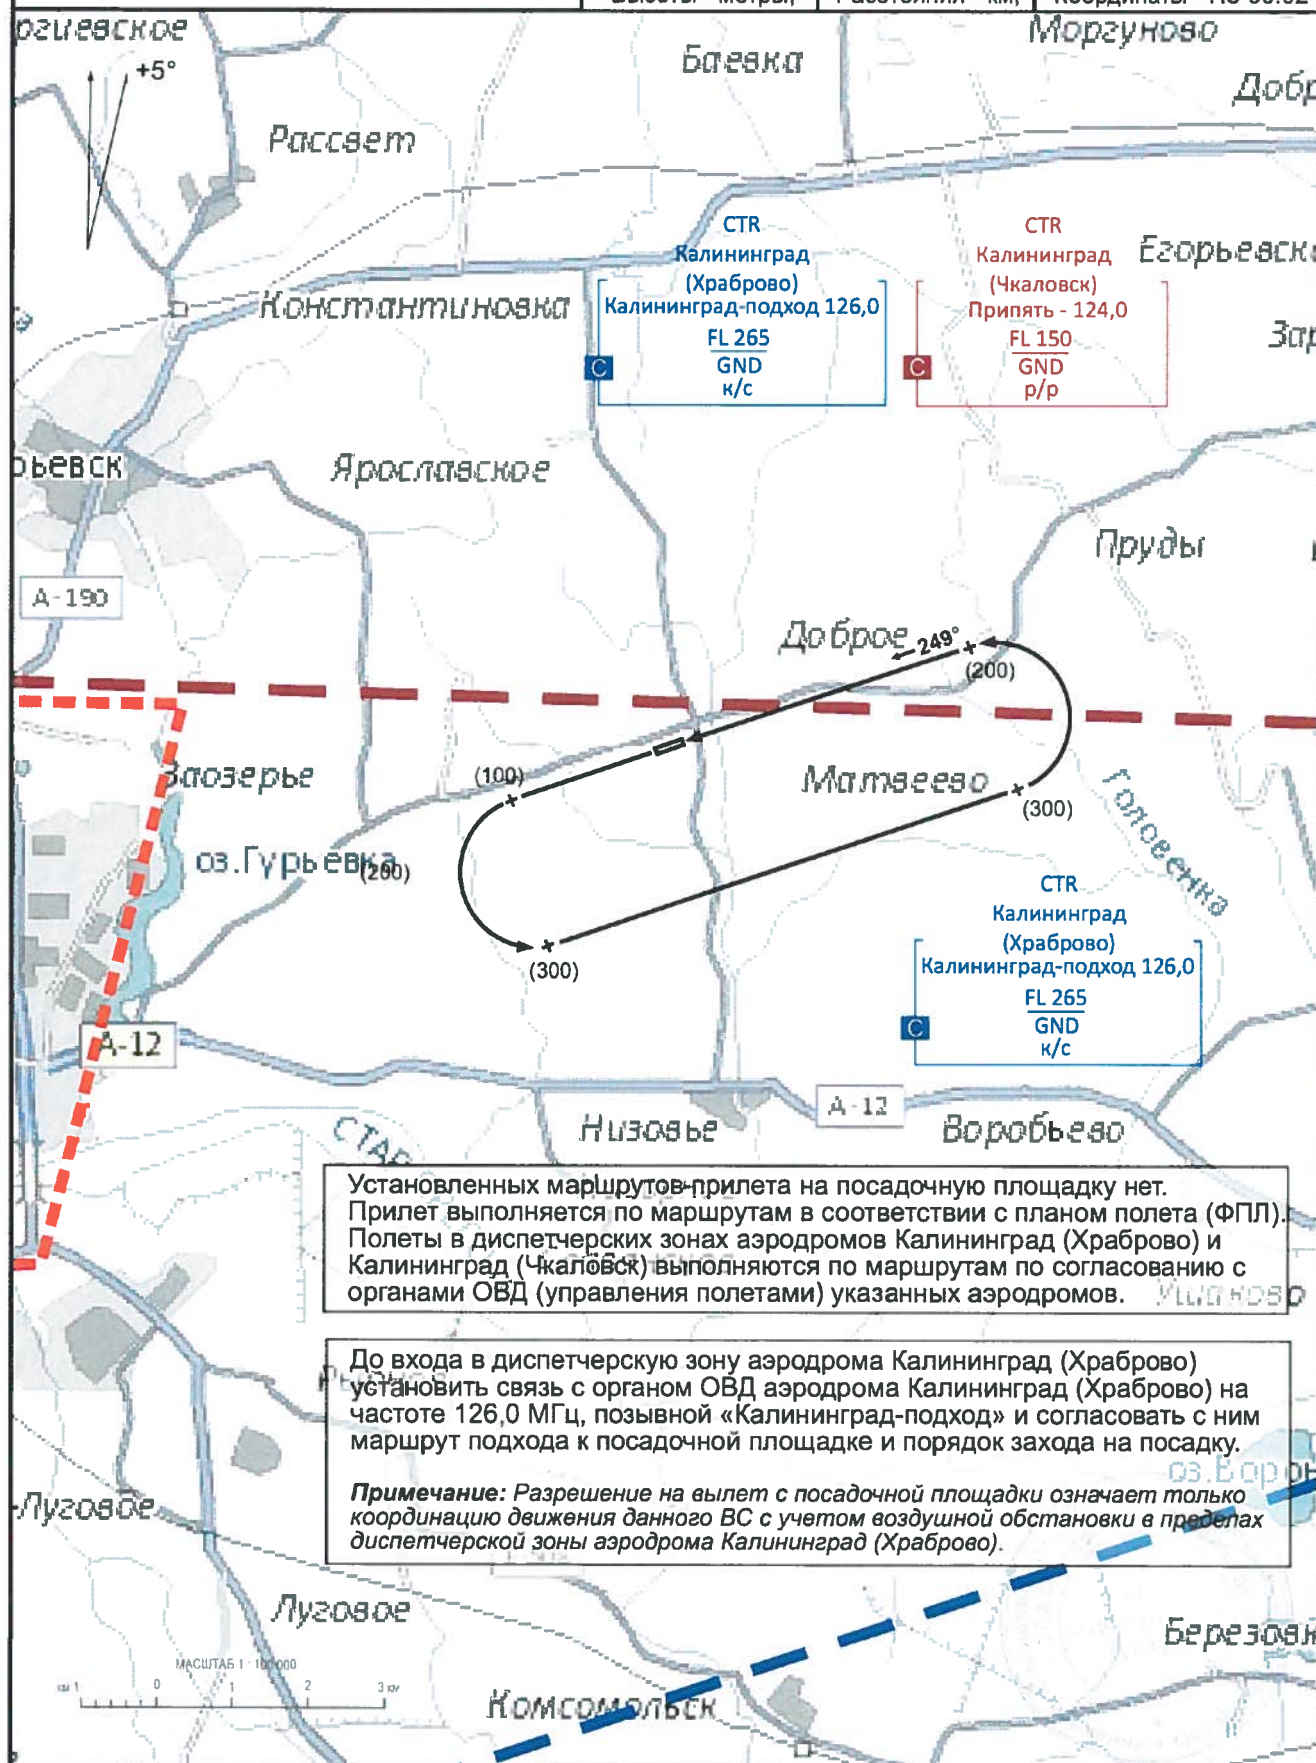 +5°
Рассвет
Баевка
Моргуново
Константиновка
CTR
Калининград
(Храброво)
Калининград-подход 126,0
FL 265
GND
к/с
C
CTR
Калининград
(Чкаловск)
Припять - 124,0
FL 150
GND
р/р
C
Ярославское
Пруды
А-190
Доброе
249°
(200)
Заозерье
(100)
Матвеево
(300)
Головенка
оз.Гурьевка
(200)
(300)
CTR
Калининград
(Храброво)
Калининград-подход 126,0
FL 265
GND
к/с
C
А-12
А-12
Низовье
Воробьево
Установленных маршрутов прилета на посадочную площадку нет.
Прилет выполняется по маршрутам в соответствии с планом полета (ФПЛ).
Полеты в диспетчерских зонах аэродромов Калининград (Храброво) и
Калининград (Чкаловск) выполняются по маршрутам по согласованию с
органами ОВД (управления полетами) указанных аэродромов.
До входа в диспетчерскую зону аэродрома Калининград (Храброво)
установить связь с органом ОВД аэродрома Калининград (Храброво) на
частоте 126,0 МГц, позывной «Калининград-подход» и согласовать с ним
маршрут подхода к посадочной площадке и порядок захода на посадку.
Примечание: Разрешение на вылет с посадочной площадки означает только
координацию движения данного ВС с учетом воздушной обстановки в пределах
диспетчерской зоны аэродрома Калининград (Храброво).
Луговое
Луговое
МАСШТАБ 1 : 100 000
км 1 0 1 2 3 км
Комсомольск